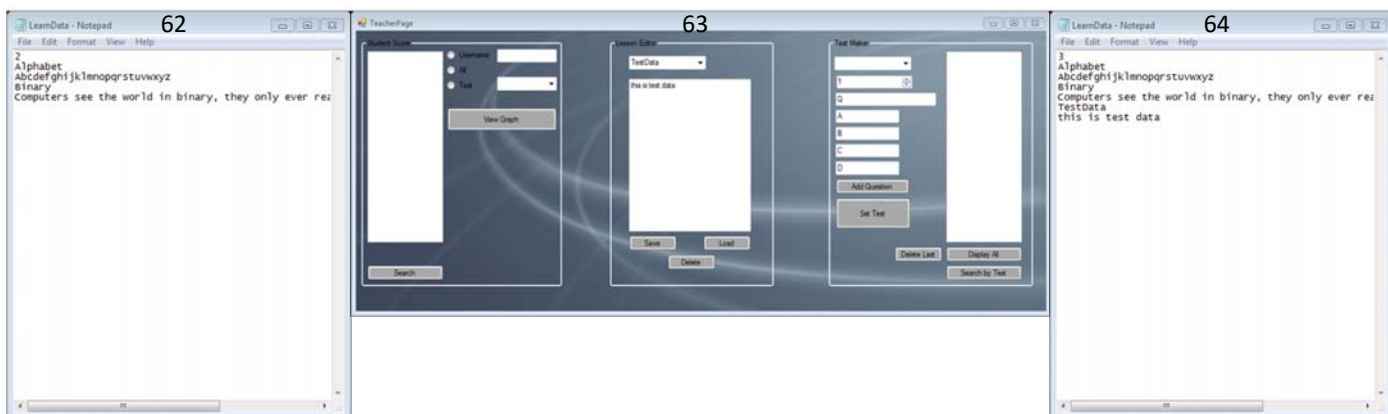 LearnData - Notepad 62
File Edit Format View Help
2
Alphabet
Abcdefghijklmnopqrstuvwxyz
Binary
Computers see the world in binary, they only ever rea
TeacherPage 63
Student Score
Username
All
Test
View Graph
Search
Lesson Editor
TestData
this is test data
Save Load
Delete
Test Maker
1
Q
A
B
C
D
Add Question
Set Test
Delete Last Display All
Search by Test
LearnData - Notepad 64
File Edit Format View Help
3
Alphabet
Abcdefghijklmnopqrstuvwxyz
Binary
Computers see the world in binary, they only ever rea
TestData
this is test data